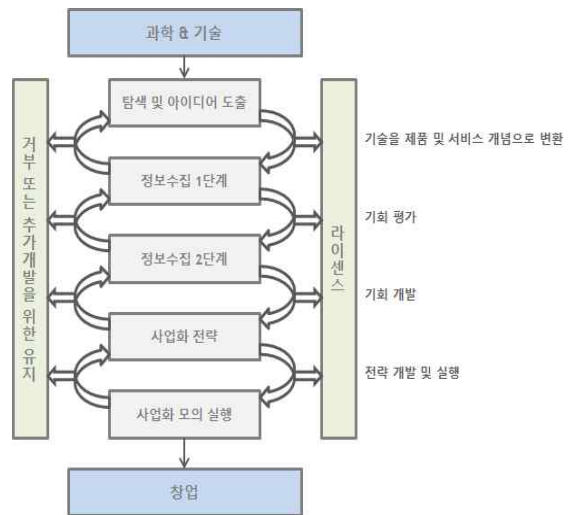 과학 & 기술
탐색 및 아이디어 도출
기술을 제품 및 서비스 개념으로 변환
정보수집 1단계
기회 평가
정보수집 2단계
기회 개발
사업화 전략
전략 개발 및 실행
사업화 모의 실행
창업
거부 또는 추가개발을 위한 유지
라이센스